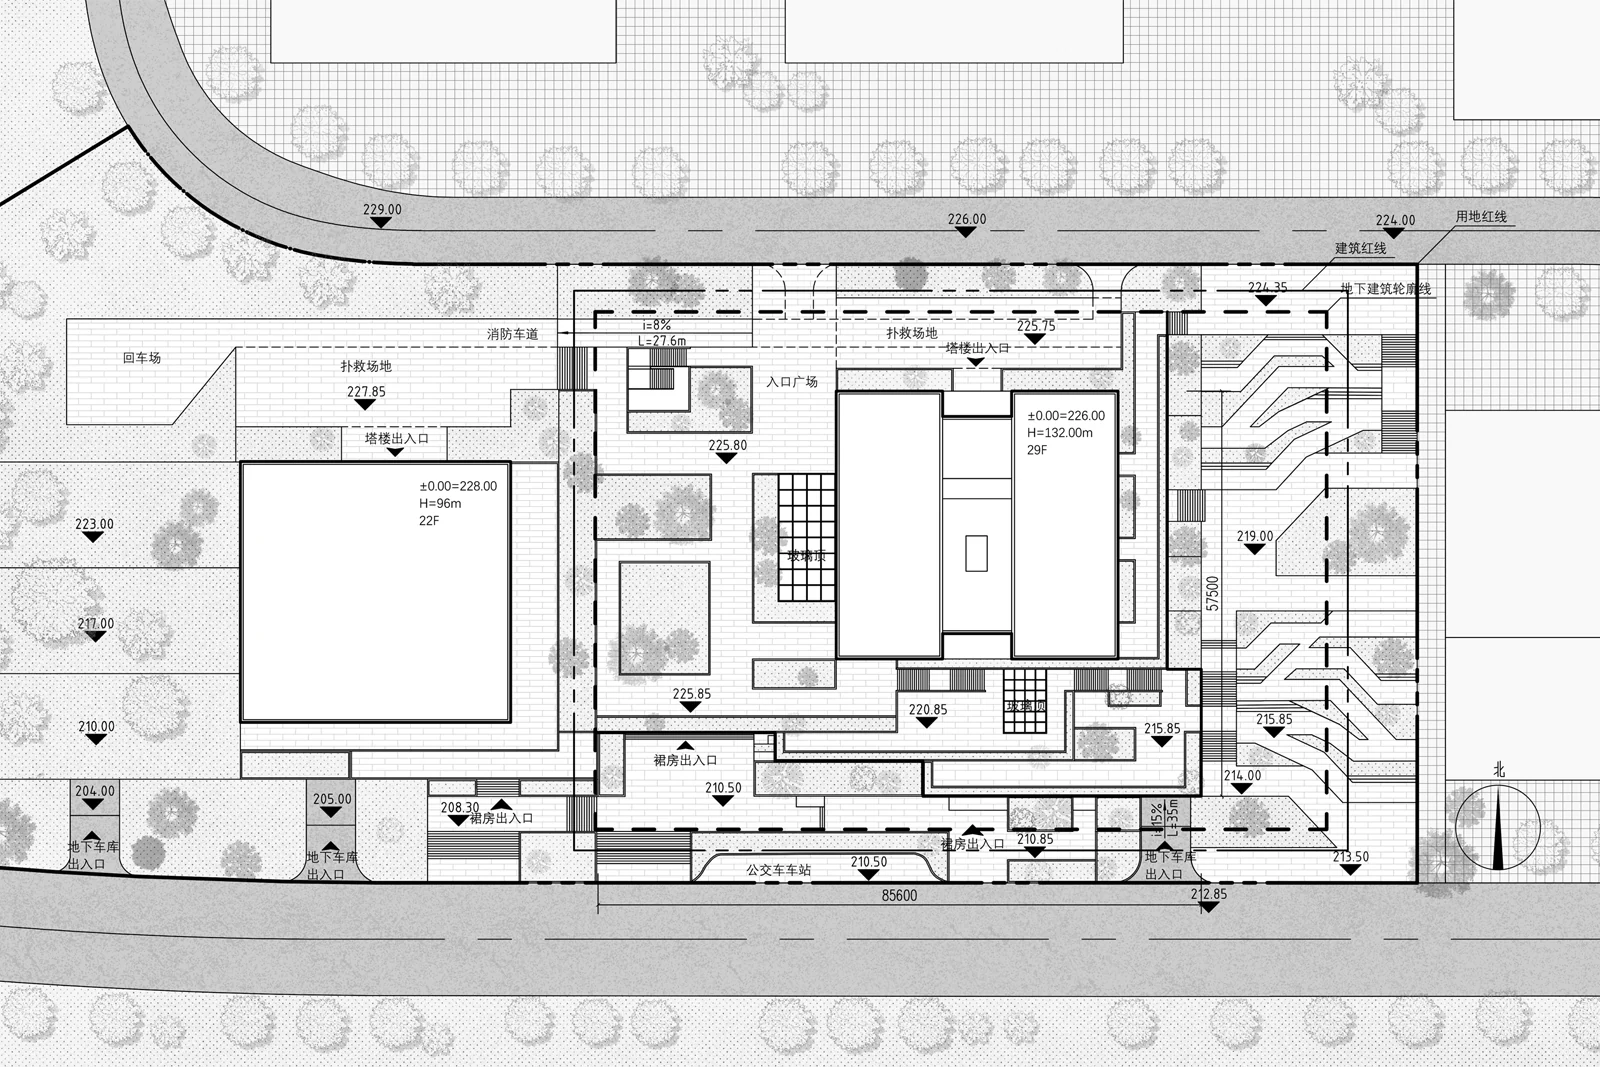 229.00
226.00
224.00
用地红线
建筑红线
224.35
地下建筑轮廓线
消防车道
i=8%
L=27.6m
扑救场地
225.75
塔楼出入口
回车场
扑救场地
227.85
入口广场
塔楼出入口
225.80
±0.00=226.00
H=132.00m
29F
±0.00=228.00
H=96m
22F
223.00
玻璃顶
219.00
57500
217.00
225.85
220.85
玻璃顶
215.85
215.85
210.00
裙房出入口
210.50
214.00
北
204.00
205.00
208.30
裙房出入口
i=15%
L=35m
地下车库
出入口
地下车库
出入口
公交车车站
210.50
裙房出入口
210.85
地下车库
出入口
213.50
85600
212.85